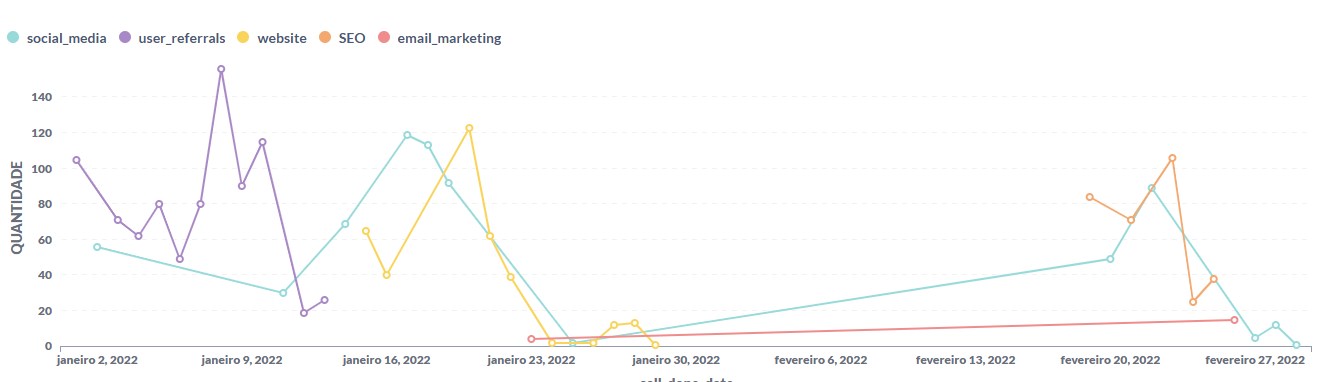 social_media user_referrals website SEO email_marketing
QUANTIDADE
140
120
100
80
60
40
20
0
janeiro 2, 2022 janeiro 9, 2022 janeiro 16, 2022 janeiro 23, 2022 janeiro 30, 2022 fevereiro 6, 2022 fevereiro 13, 2022 fevereiro 20, 2022 fevereiro 27, 2022